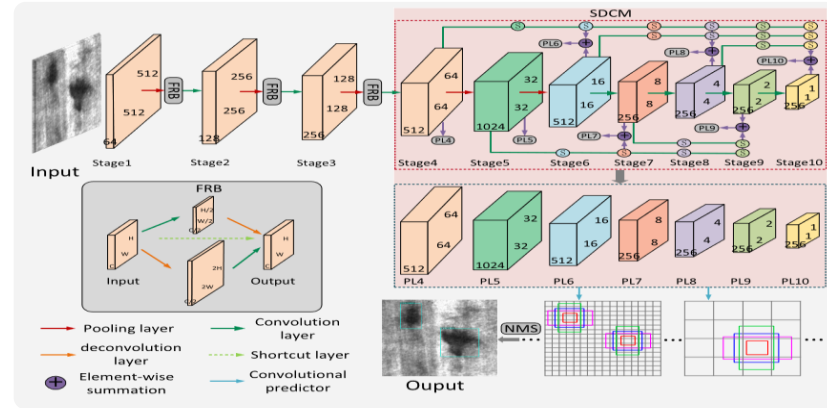 SDCM
S S S S S
PL6 PL8 PL10
512 512 64 FRB 256 256 128 FRB 128 128 256 FRB
64 64 512 32 32 1024 16 16 512 8 8 256 4 4 256 2 2 256 1 1
PL4 PL5 PL7 PL9
S S S S
Input
Stage1 Stage2 Stage3 Stage4 Stage5 Stage6 Stage7 Stage8 Stage9 Stage10
FRB
H/2
W/2
H W C
2H
2W
C/2
H W C
Input Output
64 64 512 32 32 1024 16 16 512 8 8 256 4 4 256 2 2 256 1 1 256
PL4 PL5 PL6 PL7 PL8 PL9 PL10
Pooling layer
Convolution
layer
deconvolution
layer
Shortcut layer
Element-wise
summation
Convolutional
predictor
NMS
Ouput